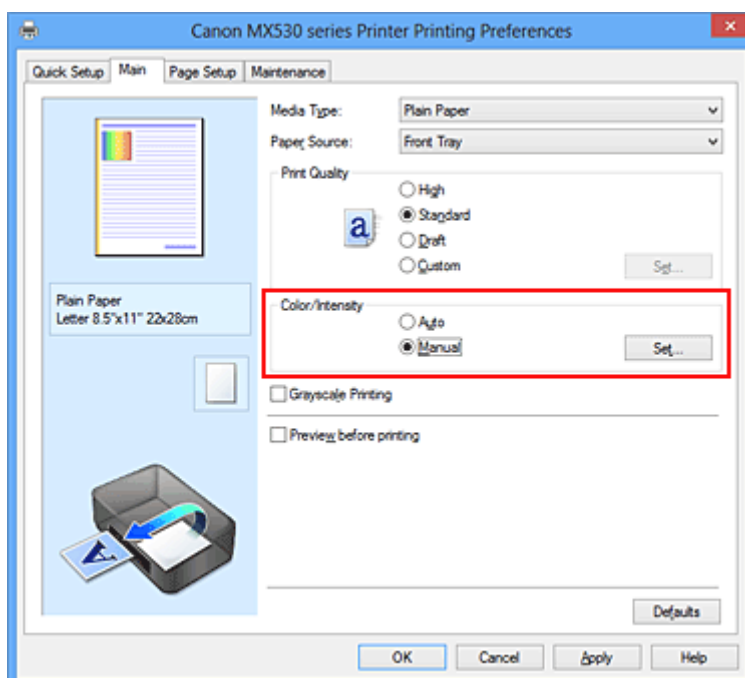 Canon MX530 series Printer Printing Preferences
Quick Setup Main Page Setup Maintenance
Media Type: Plain Paper
Paper Source: Front Tray
Print Quality
High
a
Standard
Draft
Custom
Set...
Plain Paper
Letter 8.5"x11" 22x28cm
Color/Intensity
Auto
Manual
Set...
Grayscale Printing
Preview before printing
A
Defaults
OK Cancel Apply Help